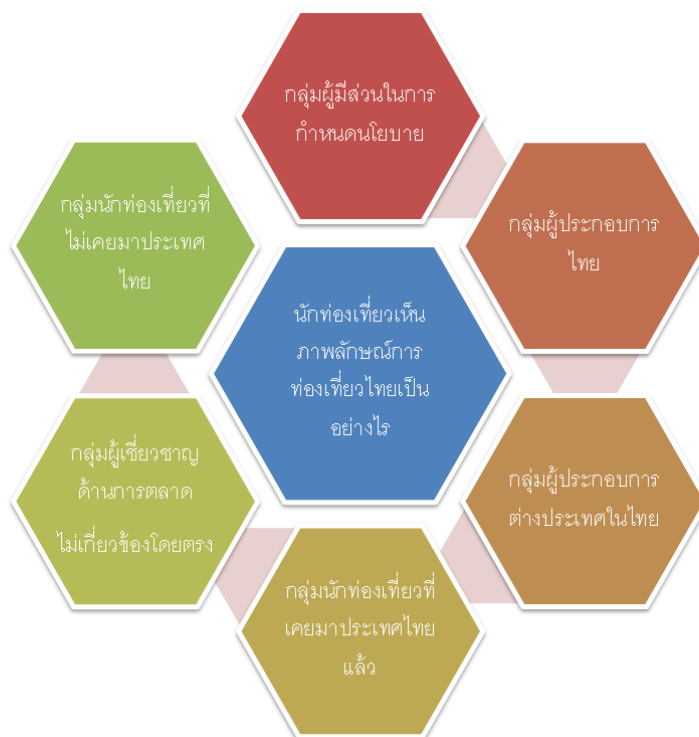 กลุ่มผู้มีส่วนในการ
กำหนดนโยบาย
กลุ่มผู้ประกอบการ
ไทย
กลุ่มผู้ประกอบการ
ต่างประเทศในไทย
กลุ่มนักท่องเที่ยวที่
เคยมาประเทศไทย
แล้ว
กลุ่มผู้เชี่ยวชาญ
ด้านการตลาด
ไม่เกี่ยวข้องโดยตรง
กลุ่มนักท่องเที่ยวที่
ไม่เคยมาประเทศ
ไทย
นักท่องเที่ยวเห็น
ภาพลักษณ์การ
ท่องเที่ยวไทยเป็น
อย่างไร